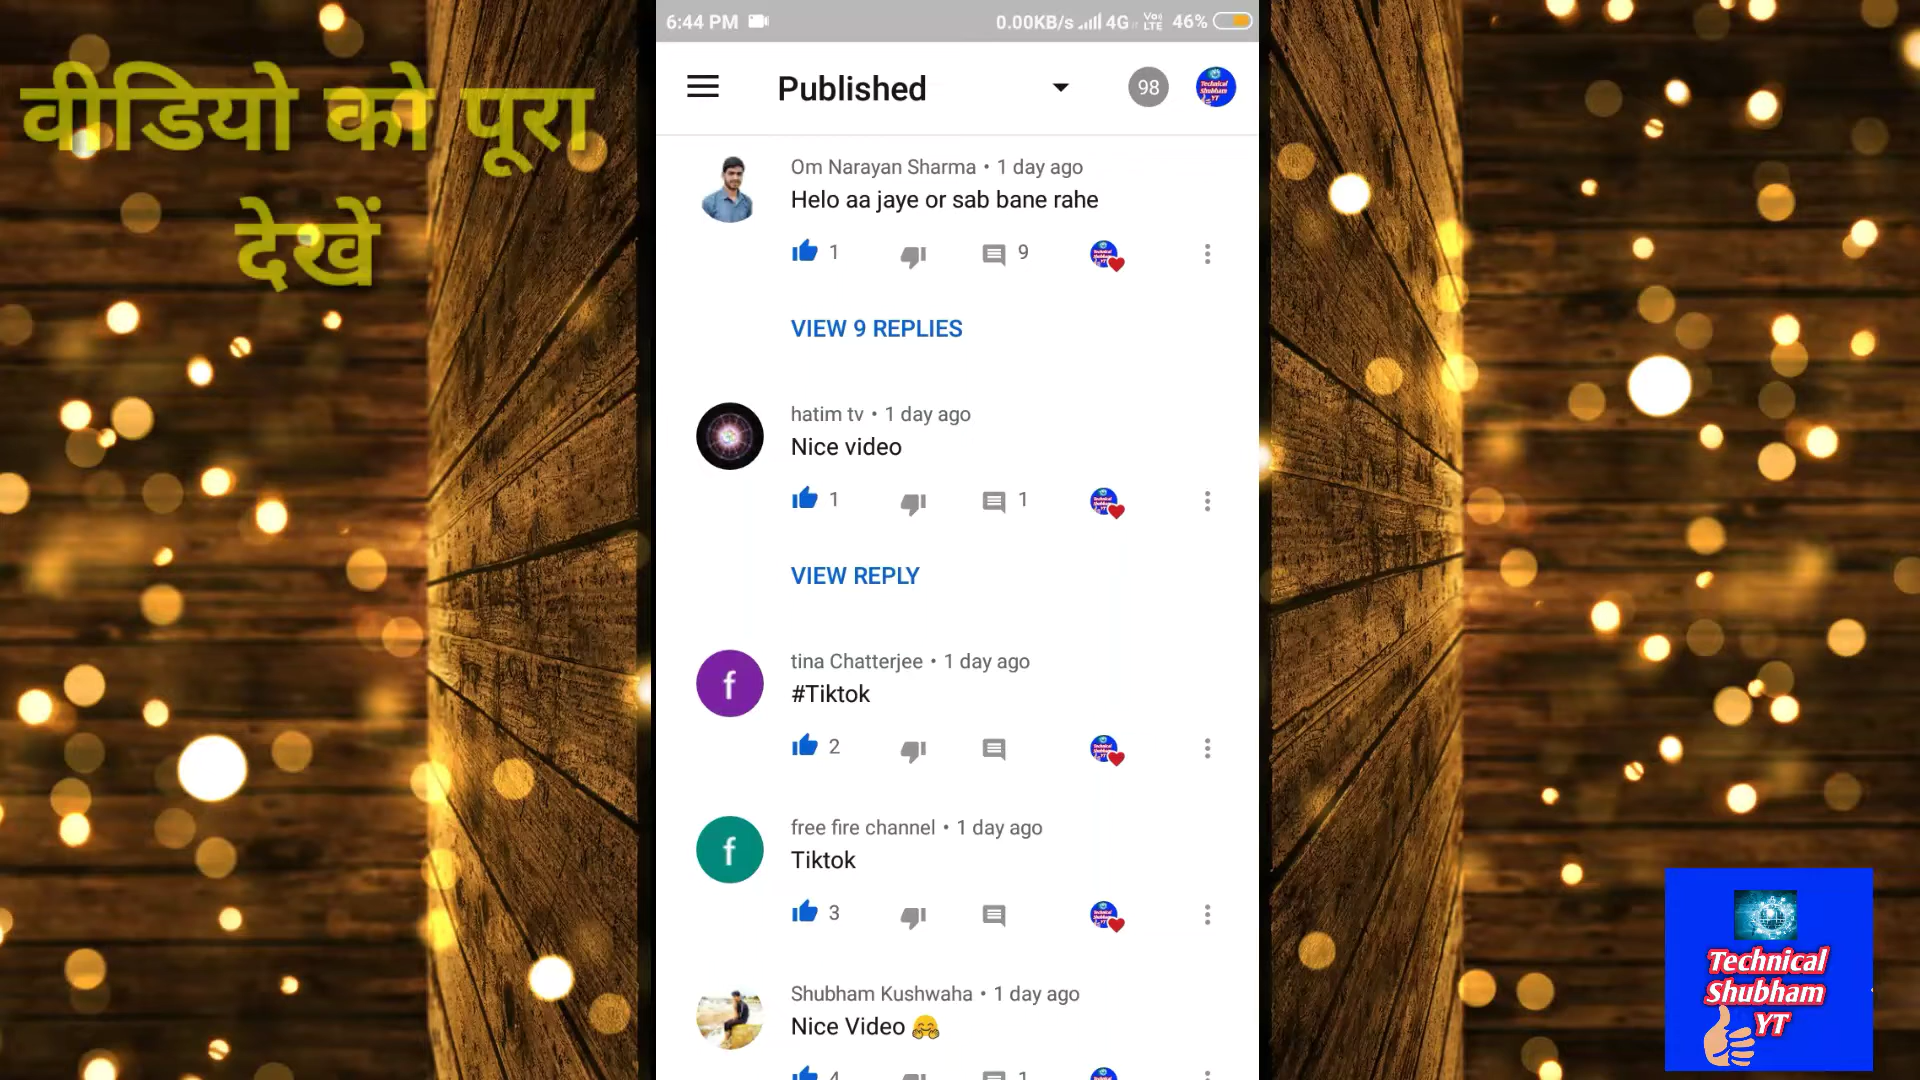 वीडियो को पूरा
देखें
6:44 PM 0.00KB/s 4G VoLTE 46%
Published 98
Om Narayan Sharma • 1 day ago
Helo aa jaye or sab bane rahe
1 9
VIEW 9 REPLIES
hatim tv • 1 day ago
Nice video
1 1
VIEW REPLY
f
tina Chatterjee • 1 day ago
#Tiktok
2
f
free fire channel • 1 day ago
Tiktok
3
Shubham Kushwaha • 1 day ago
Nice Video 🤗
4 1
Technical
Shubham
YT